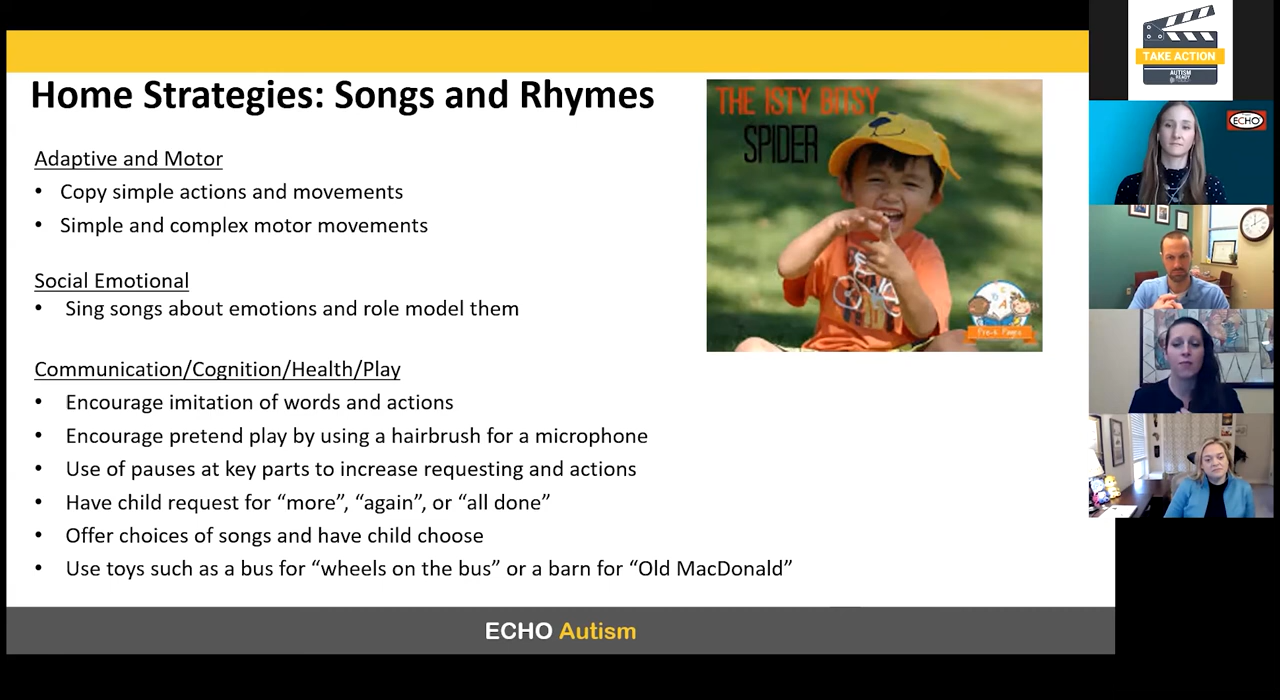 Home Strategies: Songs and Rhymes
Adaptive and Motor
• Copy simple actions and movements
• Simple and complex motor movements
Social Emotional
• Sing songs about emotions and role model them
Communication/Cognition/Health/Play
• Encourage imitation of words and actions
• Encourage pretend play by using a hairbrush for a microphone
• Use of pauses at key parts to increase requesting and actions
• Have child request for “more”, “again”, or “all done”
• Offer choices of songs and have child choose
• Use toys such as a bus for “wheels on the bus” or a barn for “Old MacDonald”
THE ISTY BITSY
SPIDER
ECHO Autism
TAKE ACTION
AUTISM
READY
ECHO